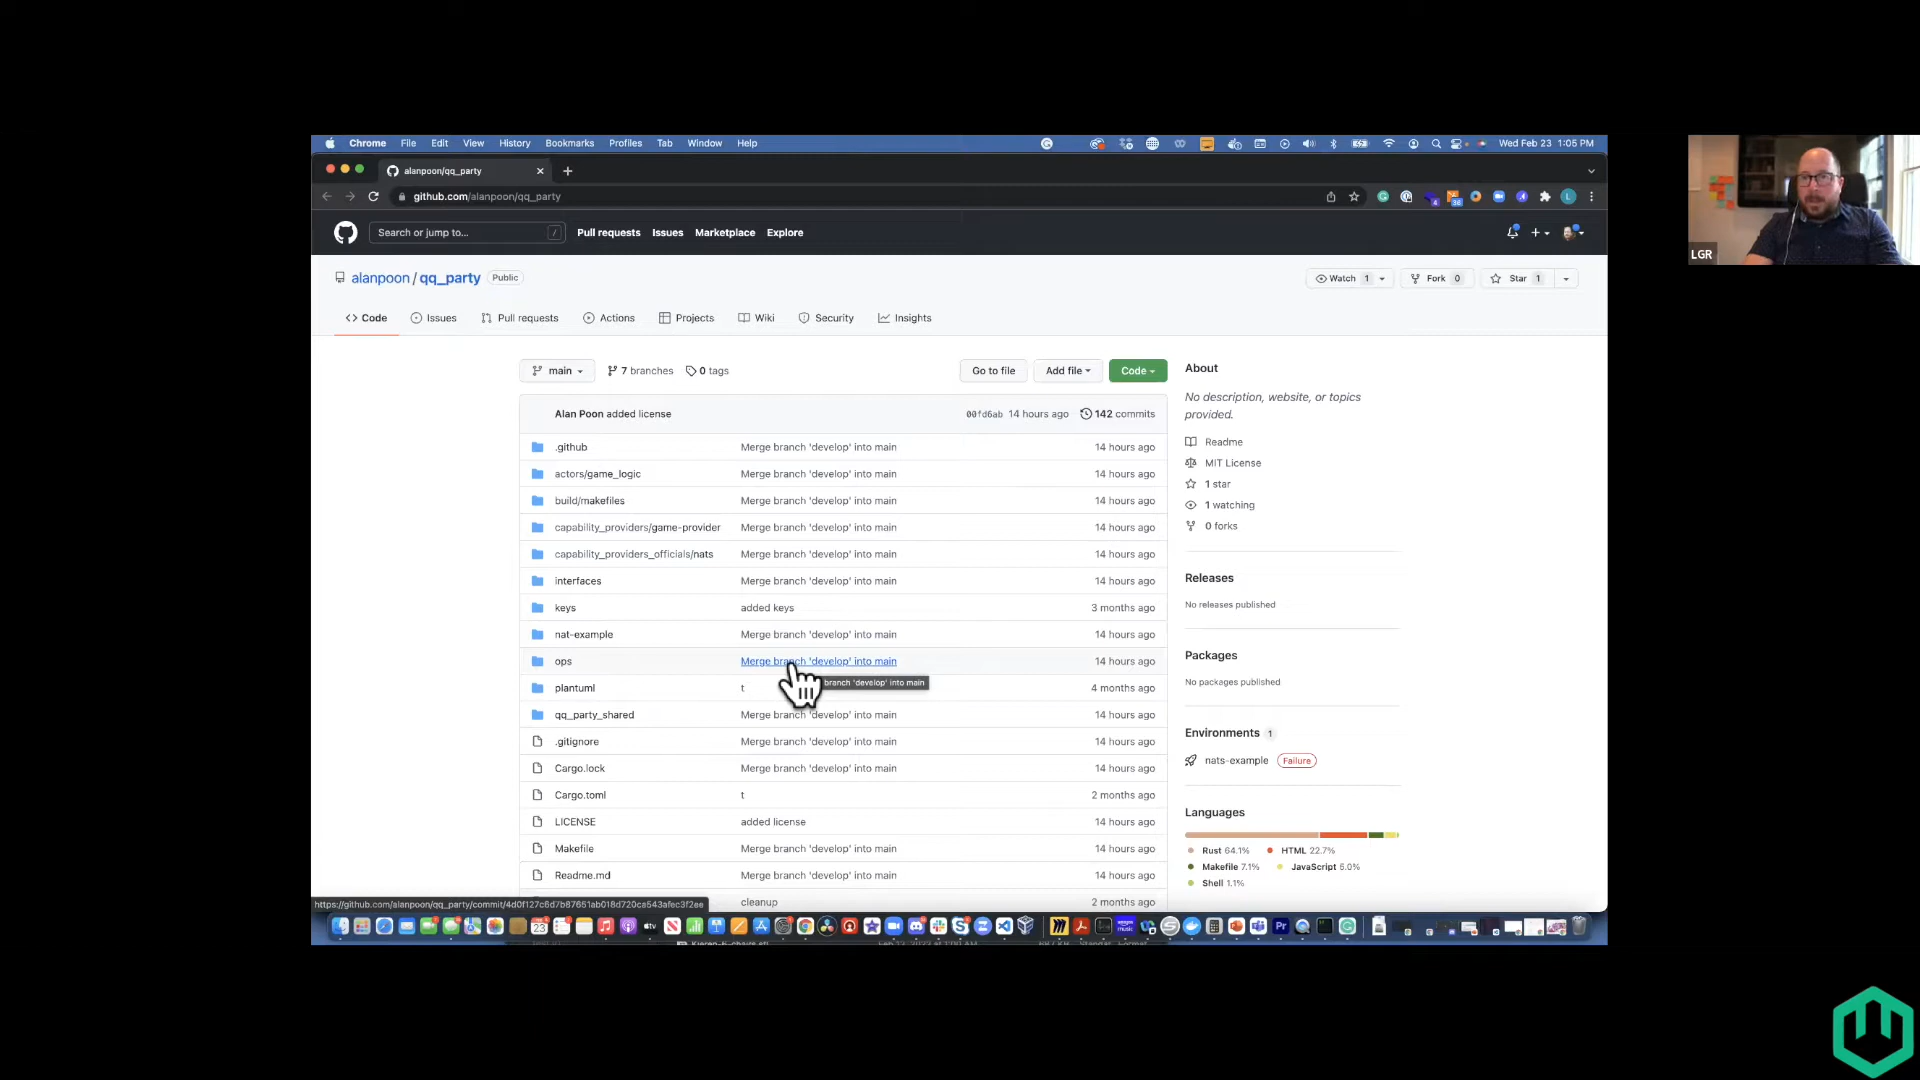 Chrome File Edit View History Bookmarks Profiles Tab Window Help Wed Feb 23 1:05 PM
alanpoon/qq_party
github.com/alanpoon/qq_party
Search or jump to... / Pull requests Issues Marketplace Explore
LGR
alanpoon / qq_party Public Watch 1 Fork 0 Star 1
Code Issues Pull requests Actions Projects Wiki Security Insights
main 7 branches 0 tags Go to file Add file Code
Alan Poon added license 00fd6ab 14 hours ago 142 commits
.github Merge branch 'develop' into main 14 hours ago
actors/game_logic Merge branch 'develop' into main 14 hours ago
build/makefiles Merge branch 'develop' into main 14 hours ago
capability_providers/game-provider Merge branch 'develop' into main 14 hours ago
capability_providers_officials/nats Merge branch 'develop' into main 14 hours ago
interfaces Merge branch 'develop' into main 14 hours ago
keys added keys 3 months ago
nat-example Merge branch 'develop' into main 14 hours ago
ops Merge branch 'develop' into main 14 hours ago
branch 'develop' into main
plantuml t 4 months ago
qq_party_shared Merge branch 'develop' into main 14 hours ago
.gitignore Merge branch 'develop' into main 14 hours ago
Cargo.lock Merge branch 'develop' into main 14 hours ago
Cargo.toml t 2 months ago
LICENSE added license 14 hours ago
Makefile Merge branch 'develop' into main 14 hours ago
Readme.md Merge branch 'develop' into main 14 hours ago
cleanup 2 months ago
About
No description, website, or topics
provided.
Readme
MIT License
1 star
1 watching
0 forks
Releases
No releases published
Packages
No packages published
Environments 1
nats-example Failure
Languages
Rust 64.1% HTML 22.7%
Makefile 7.1% JavaScript 5.0%
Shell 1.1%
https://github.com/alanpoon/qq_party/commit/4d0f127c6d7b87651ab018d720ca543afec3f2ee